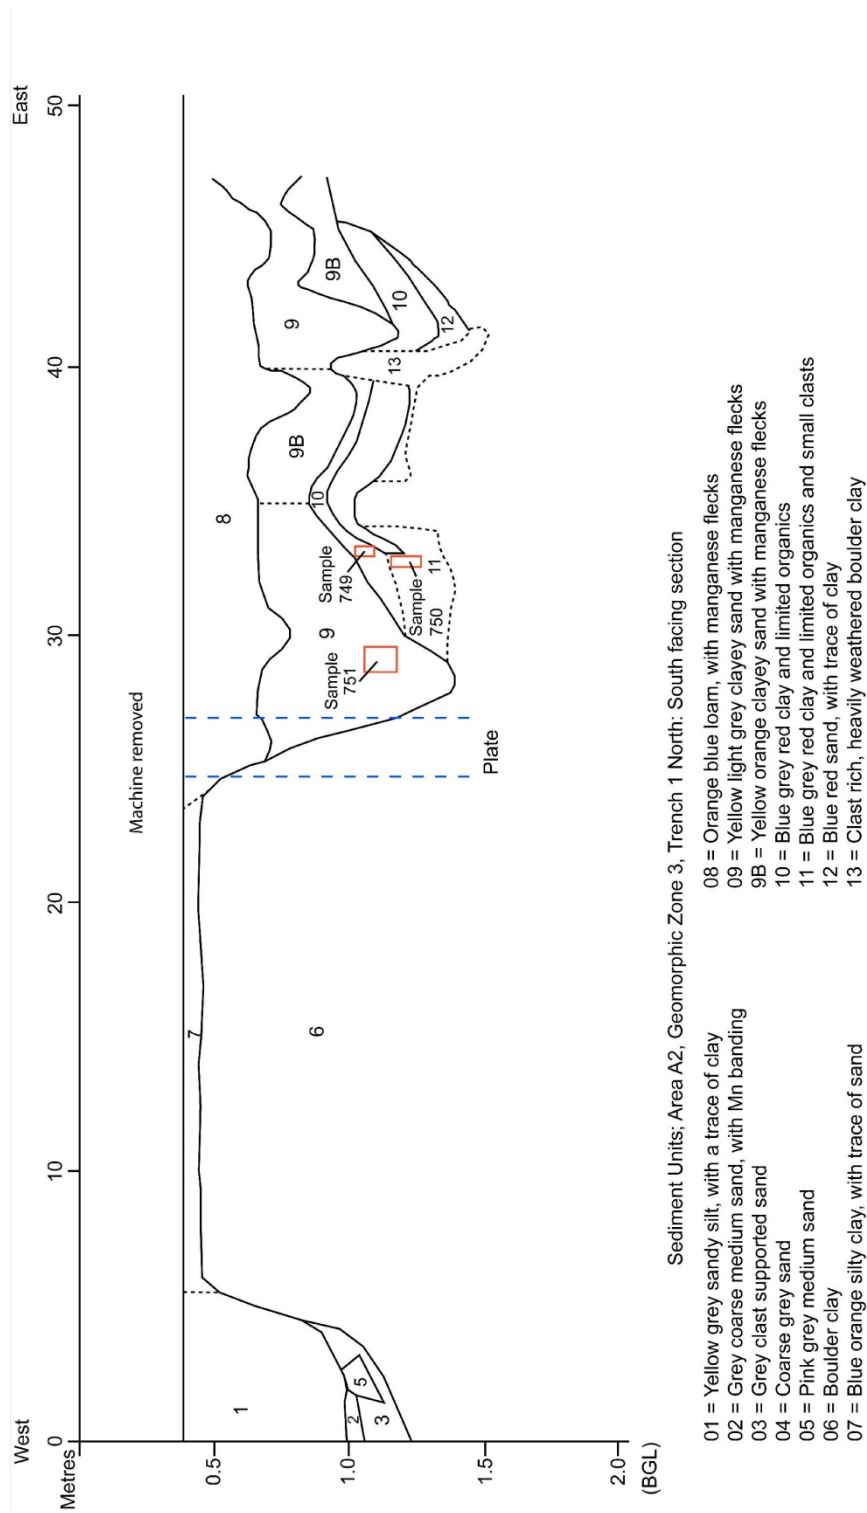 West
East
Metres
0
10
20
30
40
50
0.5
1.0
1.5
2.0
(BGL)
Machine removed
1
2
3
5
6
7
8
9
9
9B
9B
10
10
11
12
13
Sample
749
Sample
750
Sample
751
Plate
Sediment Units; Area A2, Geomorphic Zone 3, Trench 1 North: South facing section
01 = Yellow grey sandy silt, with a trace of clay
02 = Grey coarse medium sand, with Mn banding
03 = Grey clast supported sand
04 = Coarse grey sand
05 = Pink grey medium sand
06 = Boulder clay
07 = Blue orange silty clay, with trace of sand
08 = Orange blue loam, with manganese flecks
09 = Yellow light grey clayey sand with manganese flecks
9B = Yellow orange clayey sand with manganese flecks
10 = Blue grey red clay and limited organics
11 = Blue grey red clay and limited organics and small clasts
12 = Blue red sand, with trace of clay
13 = Clast rich, heavily weathered boulder clay